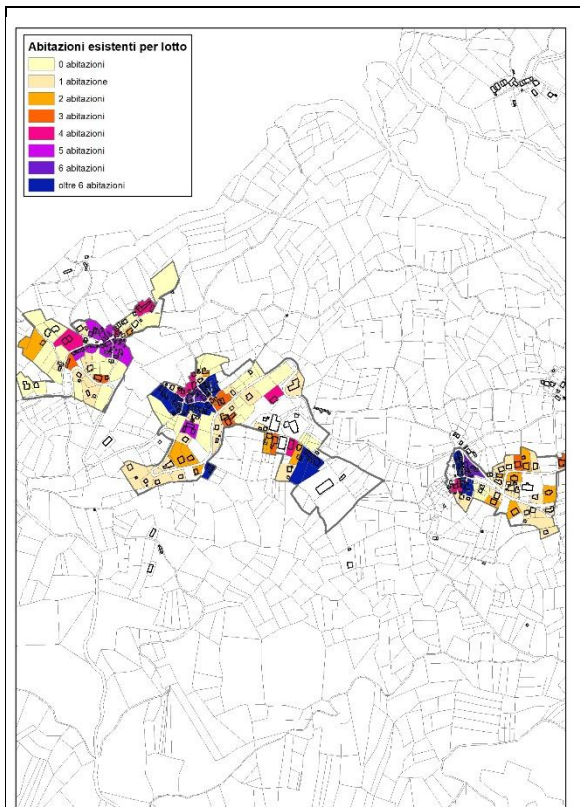 Abitazioni esistenti per lotto
0 abitazioni
1 abitazione
2 abitazioni
3 abitazioni
4 abitazioni
5 abitazioni
6 abitazioni
oltre 6 abitazioni